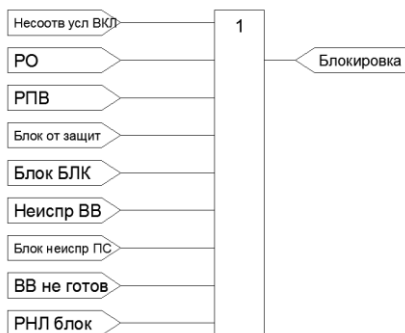 Несоотв усл ВКЛ
1
РО
Блокировка
РПВ
Блок от защит
Блок БЛК
Неиспр ВВ
Блок неиспр ПС
ВВ не готов
РНЛ блок